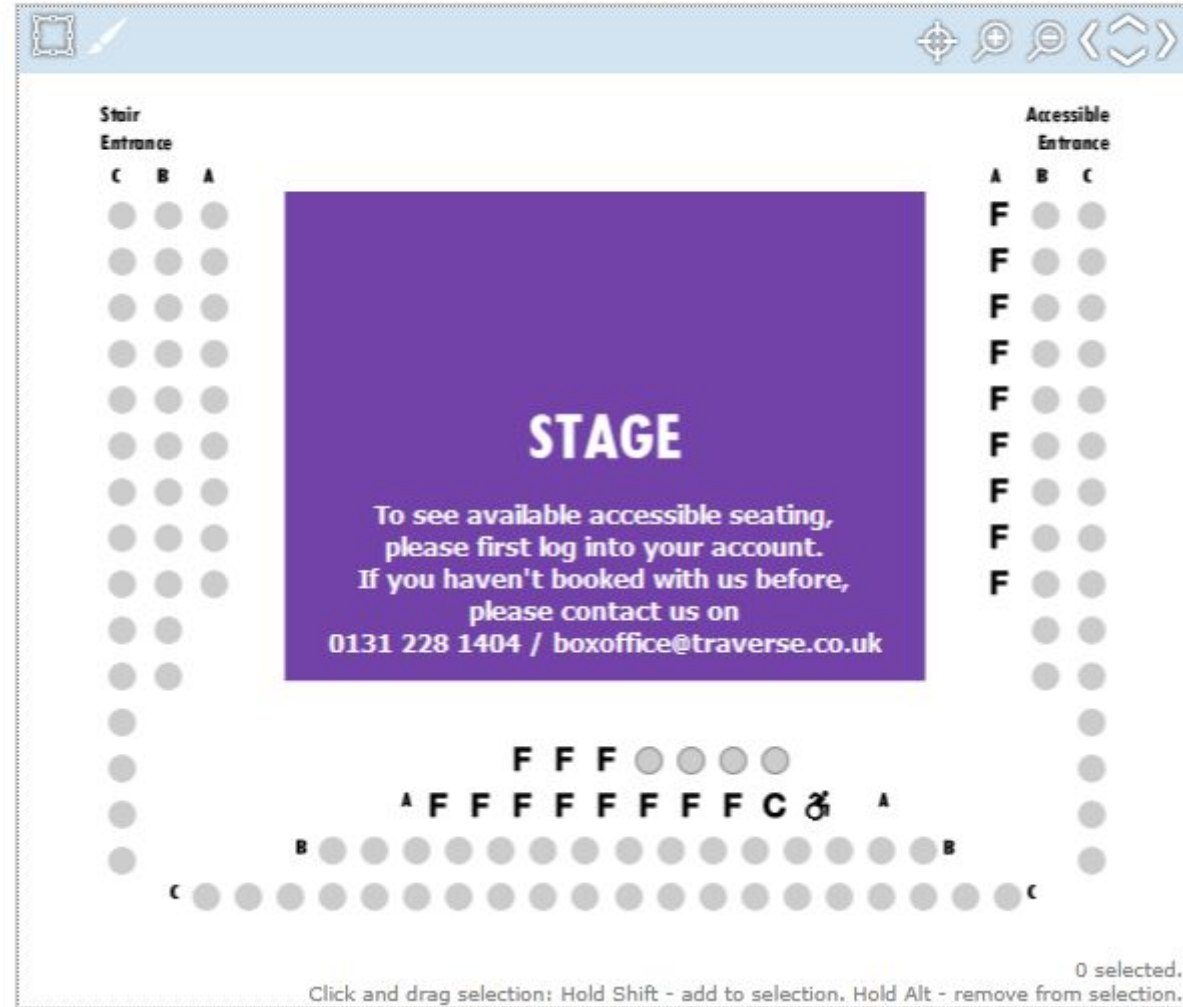 Stair
Entrance
Accessible
Entrance
C B A
A B C
F
F
F
F
F
F
F
F
F
STAGE
To see available accessible seating,
please first log into your account.
If you haven't booked with us before,
please contact us on
0131 228 1404 / boxoffice@traverse.co.uk
F F F
A F F F F F F F F C A
B B
C C
0 selected.
Click and drag selection: Hold Shift - add to selection. Hold Alt - remove from selection.